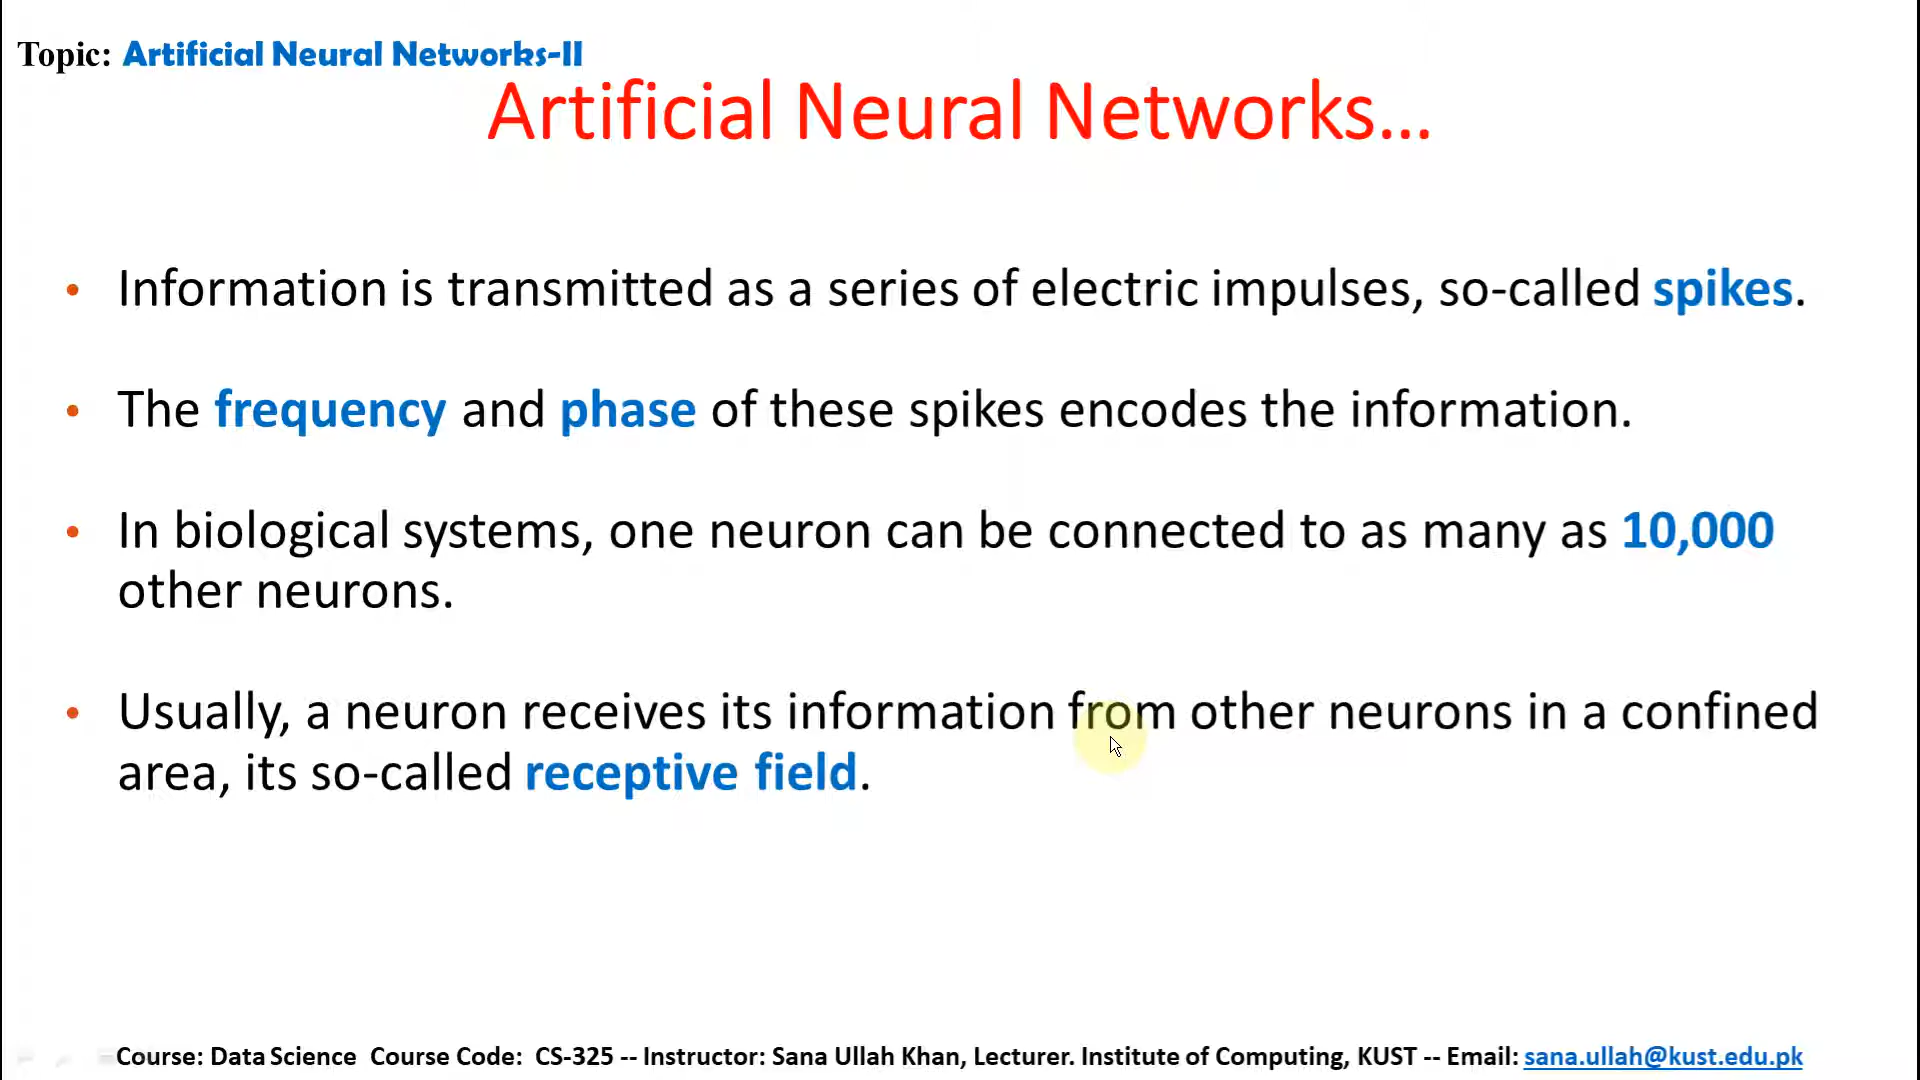 Topic: Artificial Neural Networks-II
Artificial Neural Networks...
• Information is transmitted as a series of electric impulses, so-called spikes.
• The frequency and phase of these spikes encodes the information.
• In biological systems, one neuron can be connected to as many as 10,000
other neurons.
• Usually, a neuron receives its information from other neurons in a confined
area, its so-called receptive field.
Course: Data Science Course Code: CS-325 -- Instructor: Sana Ullah Khan, Lecturer. Institute of Computing, KUST -- Email: sana.ullah@kust.edu.pk